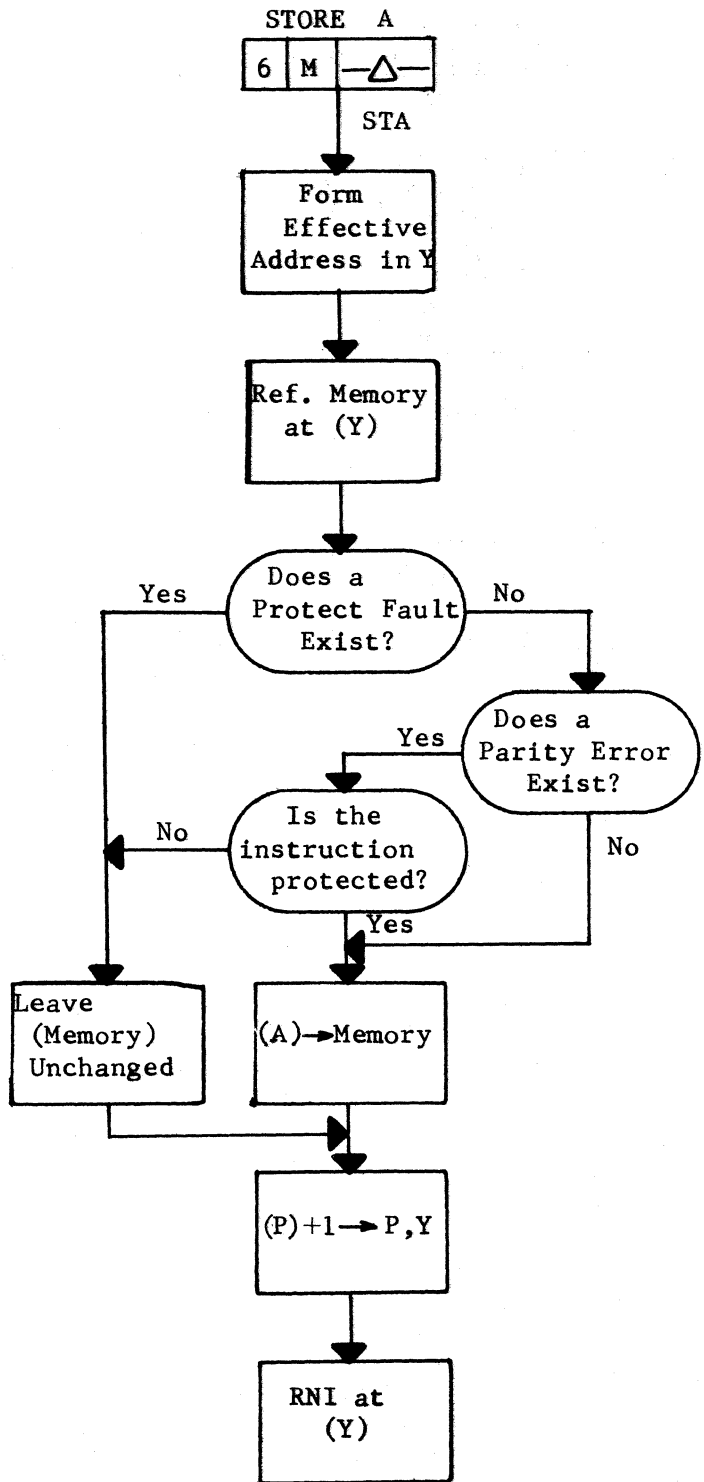 STORE A
6 M —△—
STA
Form
Effective
Address in Y
Ref. Memory
at (Y)
Does a
Protect Fault
Exist?
Yes
No
Does a
Parity Error
Exist?
Yes
No
Is the
instruction
protected?
No
Yes
Leave
(Memory)
Unchanged
(A)→Memory
(P)+1→P,Y
RNI at
(Y)